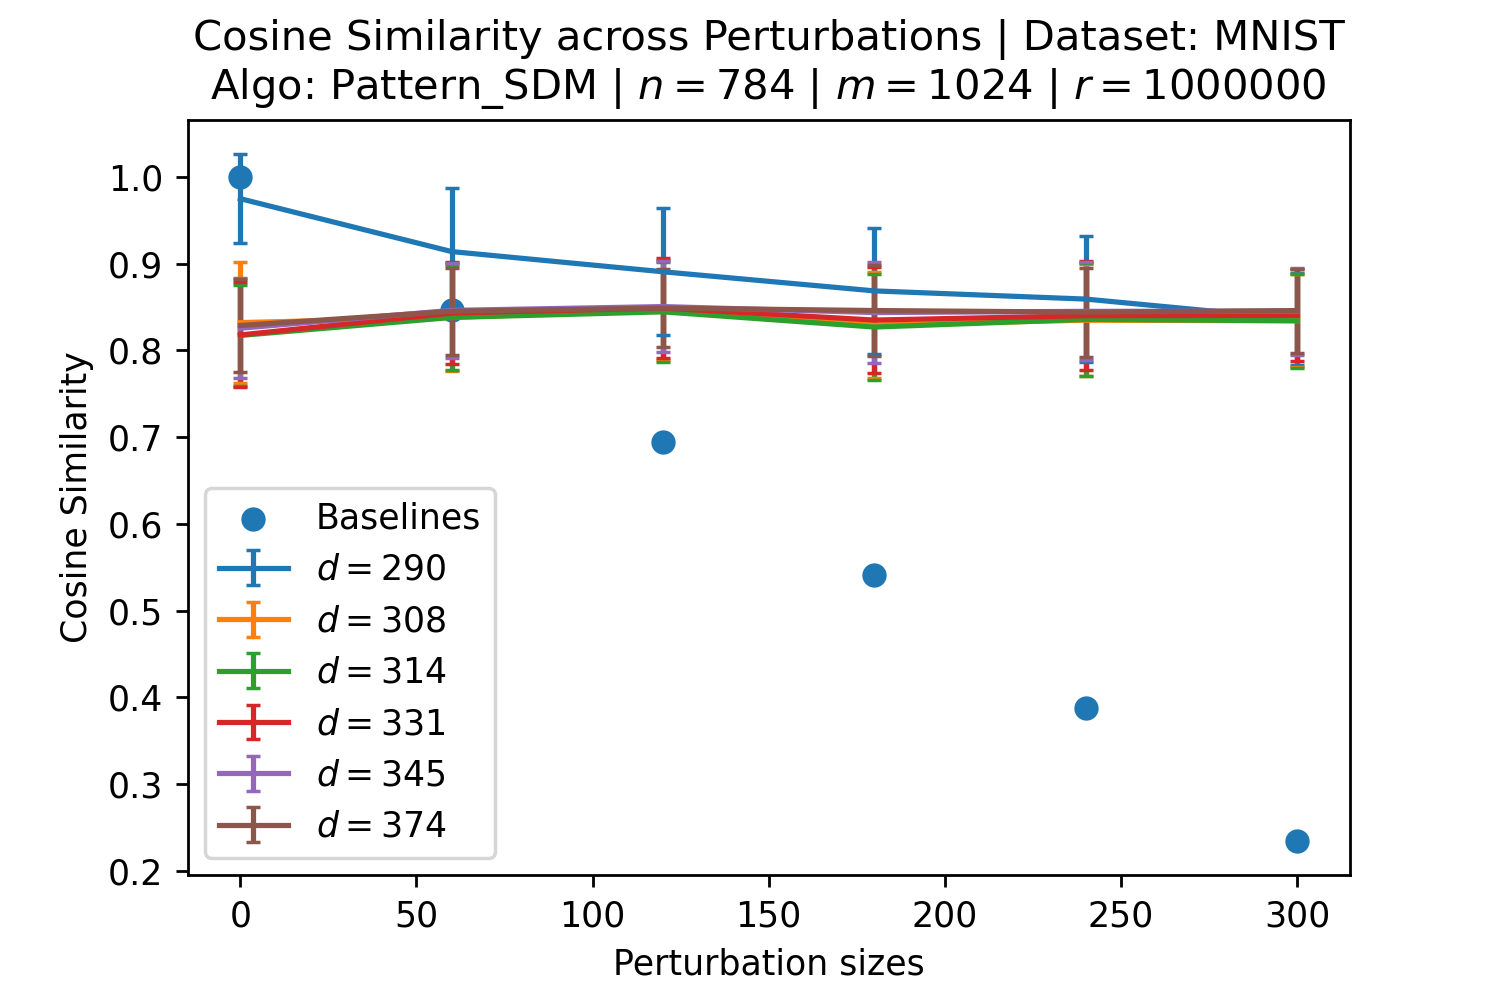 Cosine Similarity across Perturbations | Dataset: MNIST
Algo: Pattern_SDM | n = 784 | m = 1024 | r = 1000000
Cosine Similarity
1.0
0.9
0.8
0.7
0.6
0.5
0.4
0.3
0.2
Baselines
d = 290
d = 308
d = 314
d = 331
d = 345
d = 374
0 50 100 150 200 250 300
Perturbation sizes